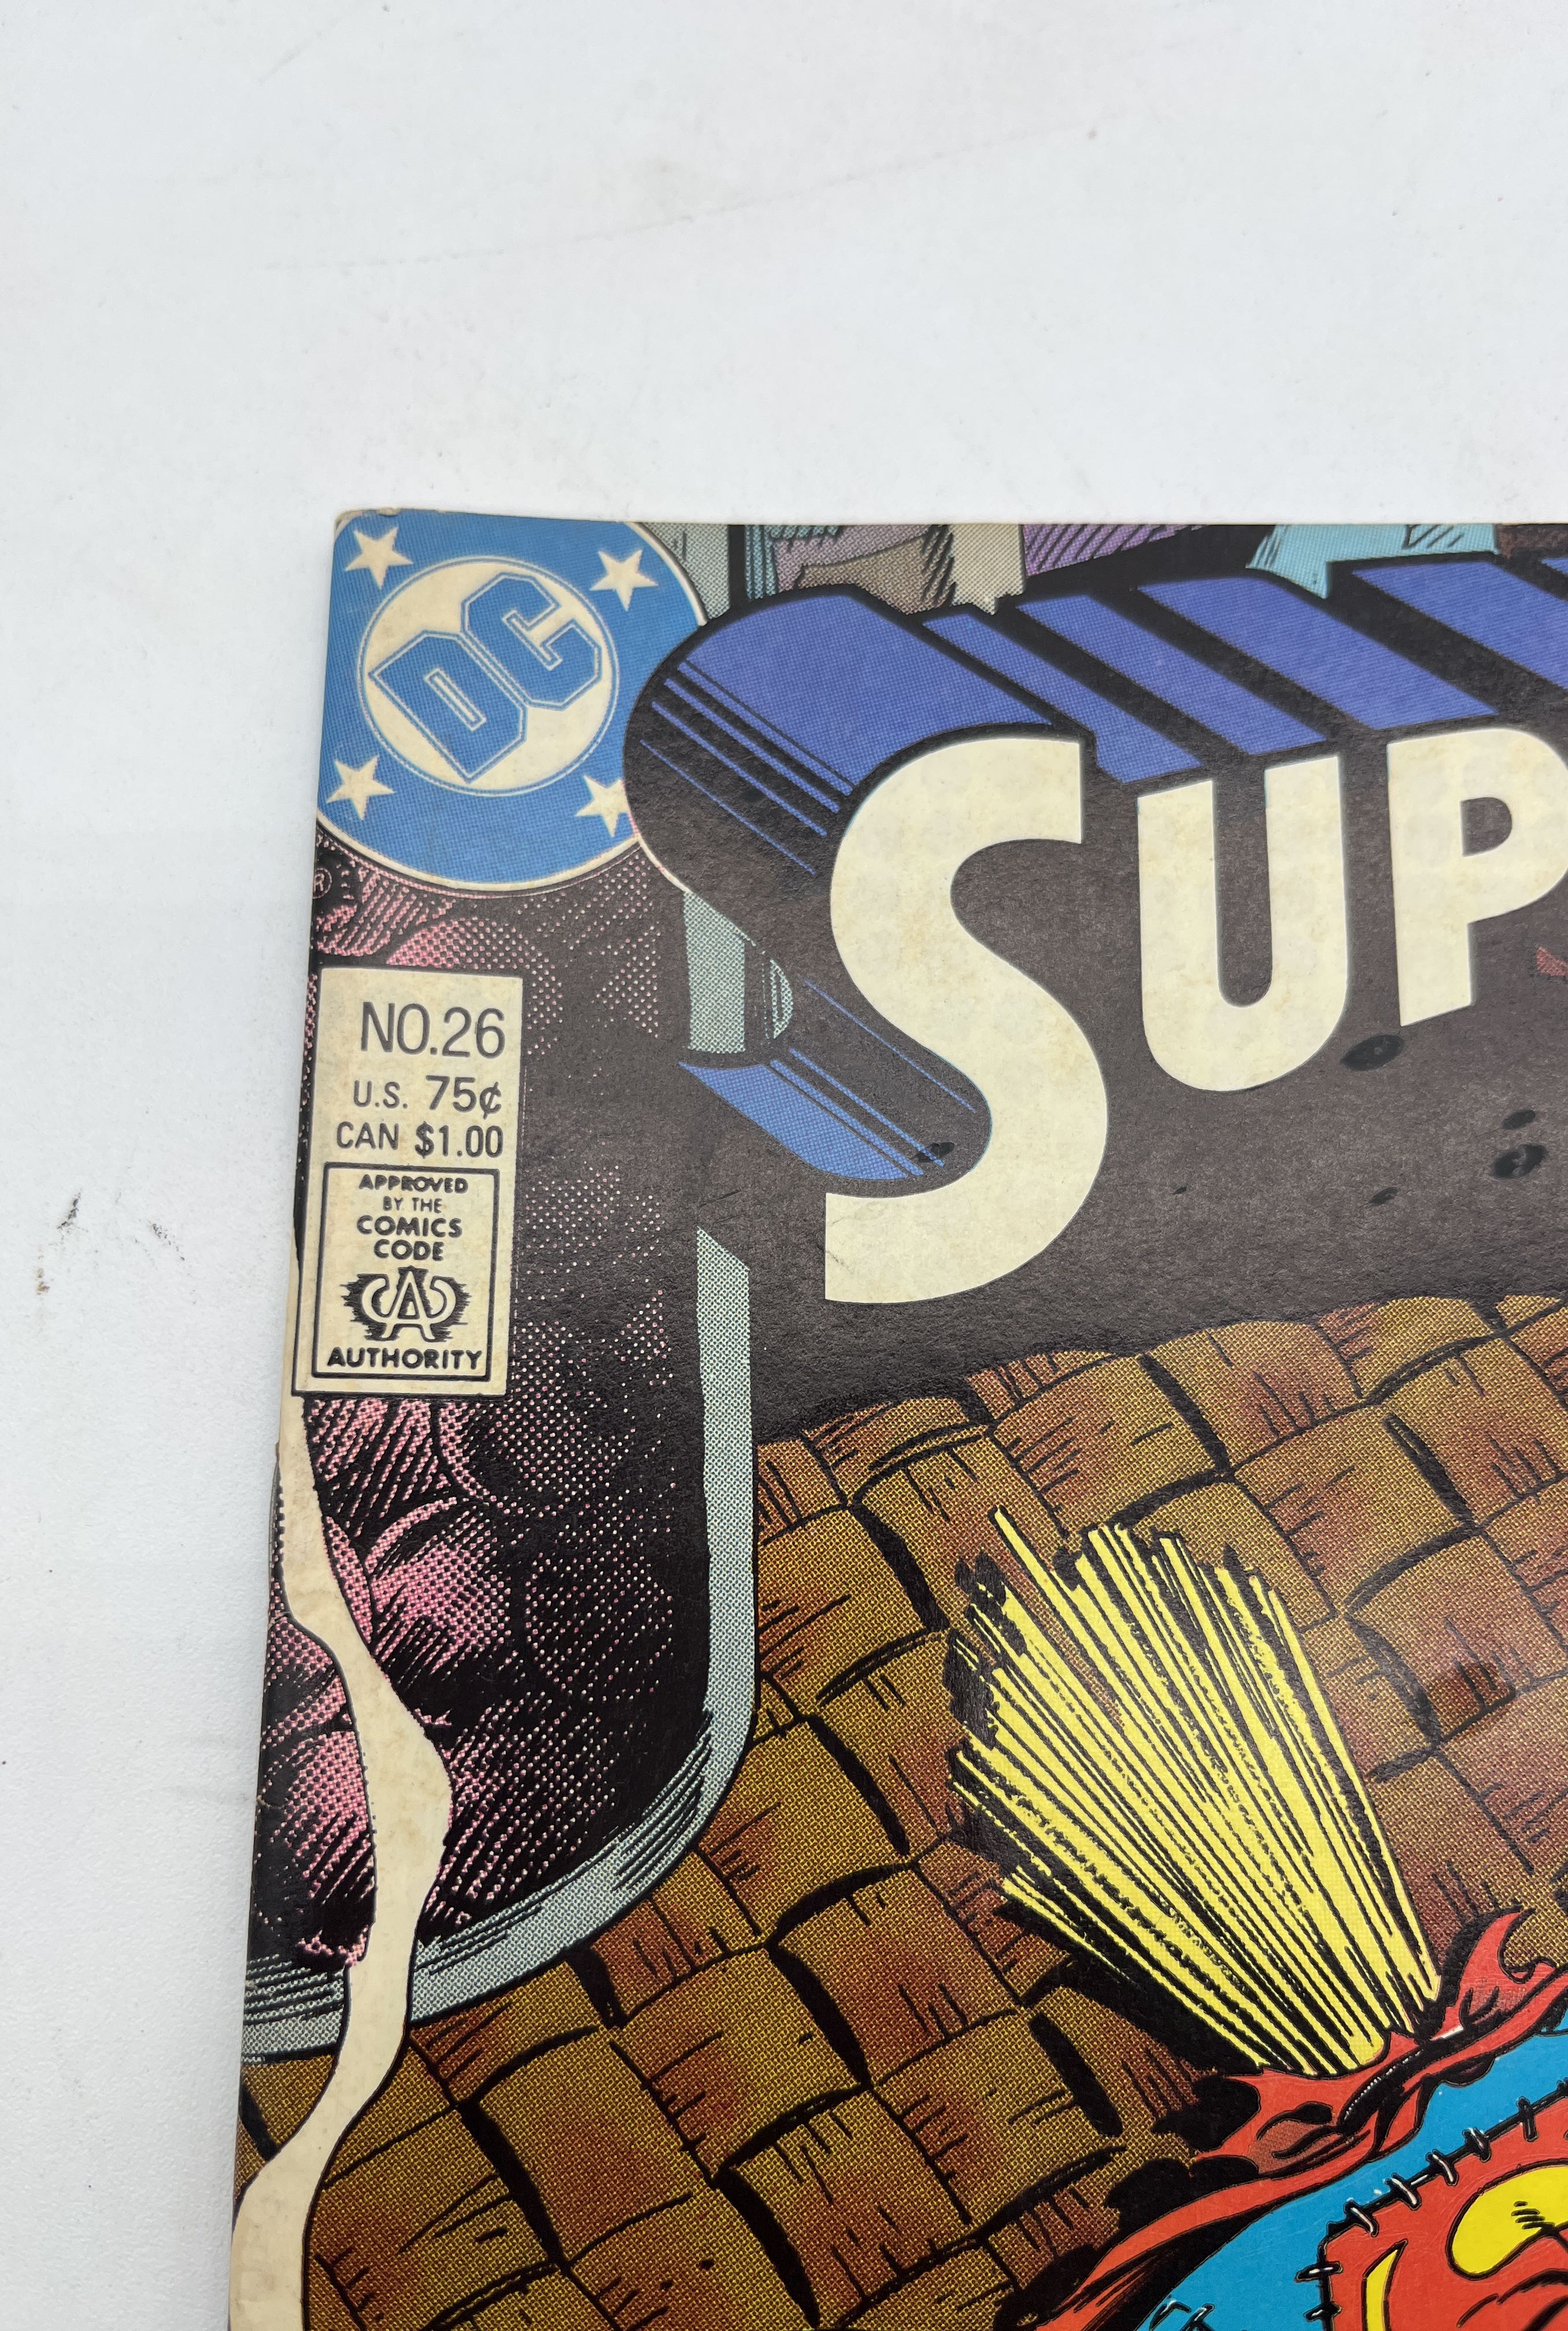 DC
SUP
®
NO.26
U.S. 75¢
CAN $1.00
APPROVED
BY THE
COMICS
CODE
CA
AUTHORITY